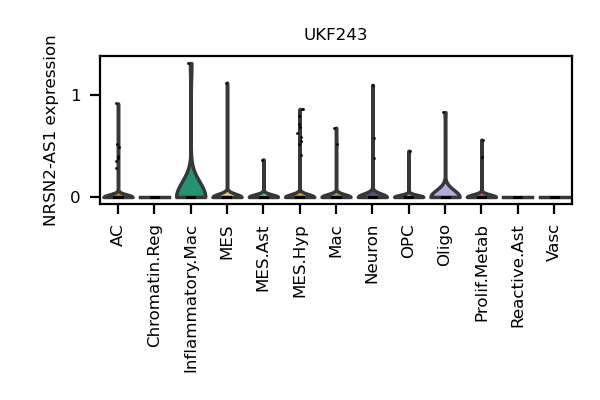 UKF243
NRSN2-AS1 expression
1
0
AC
Chromatin.Reg
Inflammatory.Mac
MES
MES.Ast
MES.Hyp
Mac
Neuron
OPC
Oligo
Prolif.Metab
Reactive.Ast
Vasc